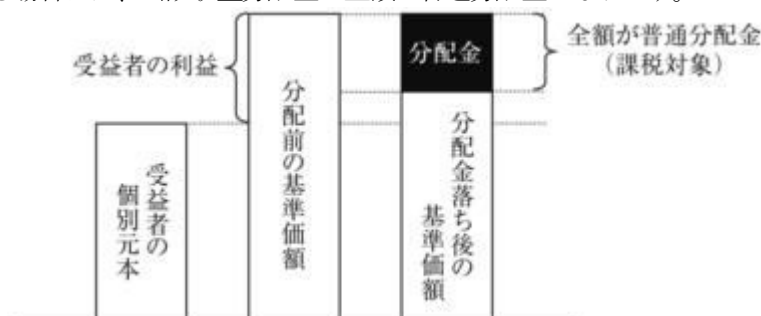 受益者の利益
分配金
全額が普通分配金
（課税対象）
受益者の
個別元本
分配前の基準価額
分配金落ち後の
基準価額